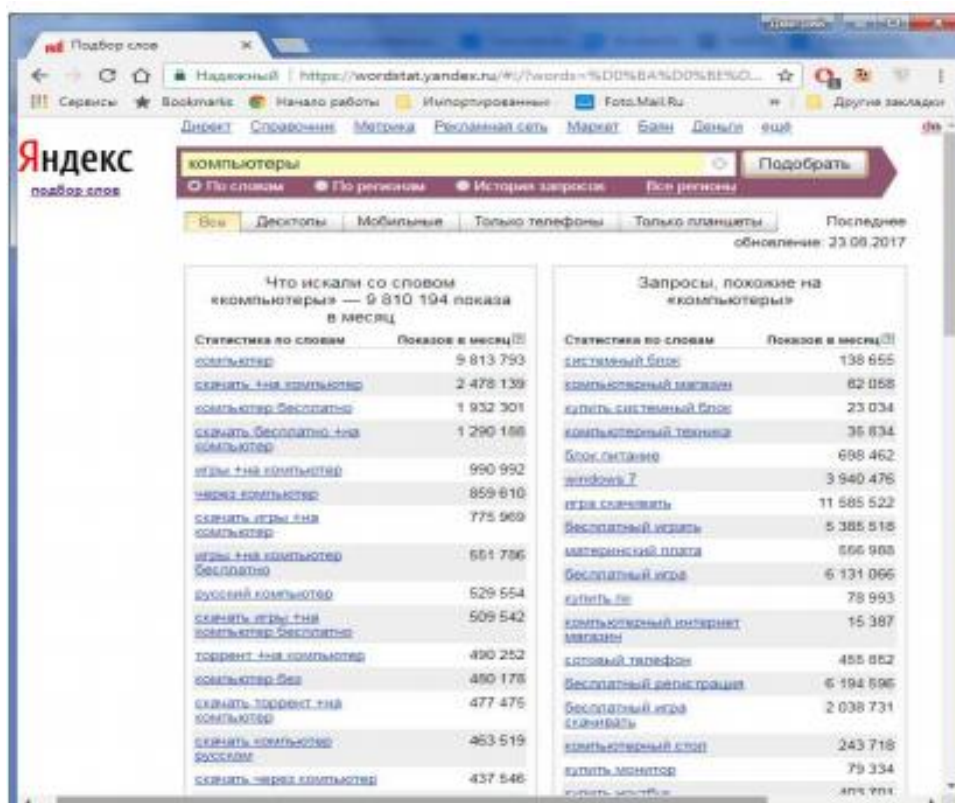 Подбор слов
Надежный | https://wordstat.yandex.ru/#!/?words=%D0%BA%D0%BE%D...
Сервисы Bookmarks Начало работы Импортированные Foto.Mail.Ru Другие закладки
Директ Справочник Метрика Рекламная сеть Маркет Баян Деньги ещё
Яндекс
подбор слов
компьютеры Подобрать
По словам По регионам История запросов Все регионы
Все Десктопы Мобильные Только телефоны Только планшеты Последнее
обновление: 23.08.2017
Что искали со словом
«компьютеры» — 9 810 194 показа
в месяц
Статистика по словам Показов в месяц
компьютер 9 813 793
скачать +на компьютер 2 478 139
компьютер бесплатно 1 932 301
скачать бесплатно +на 1 290 188
компьютер
игры +на компьютер 990 992
через компьютер 859 610
скачать игры +на 775 969
компьютер
игры +на компьютер 551 786
бесплатно
русский компьютер 529 554
скачать игры +на 509 542
компьютер бесплатно
торрент +на компьютер 490 252
компьютер без 480 178
скачать торрент +на 477 475
компьютер
скачать компьютер 463 519
русском
скачать через компьютер 437 546
Запросы, похожие на
«компьютеры»
Статистика по словам Показов в месяц
системный блок 138 655
компьютерный магазин 82 058
купить системный блок 23 034
компьютерный техника 35 834
блок питание 698 462
windows 7 3 940 476
игра скачивать 11 585 522
бесплатный играть 5 385 518
материнский плата 556 988
бесплатный игра 6 131 066
купить пк 78 993
компьютерный интернет 15 387
магазин
сотовый телефон 455 852
бесплатный регистрация 6 194 596
бесплатный игра 2 038 731
скачивать
компьютерный стол 243 718
купить монитор 79 334